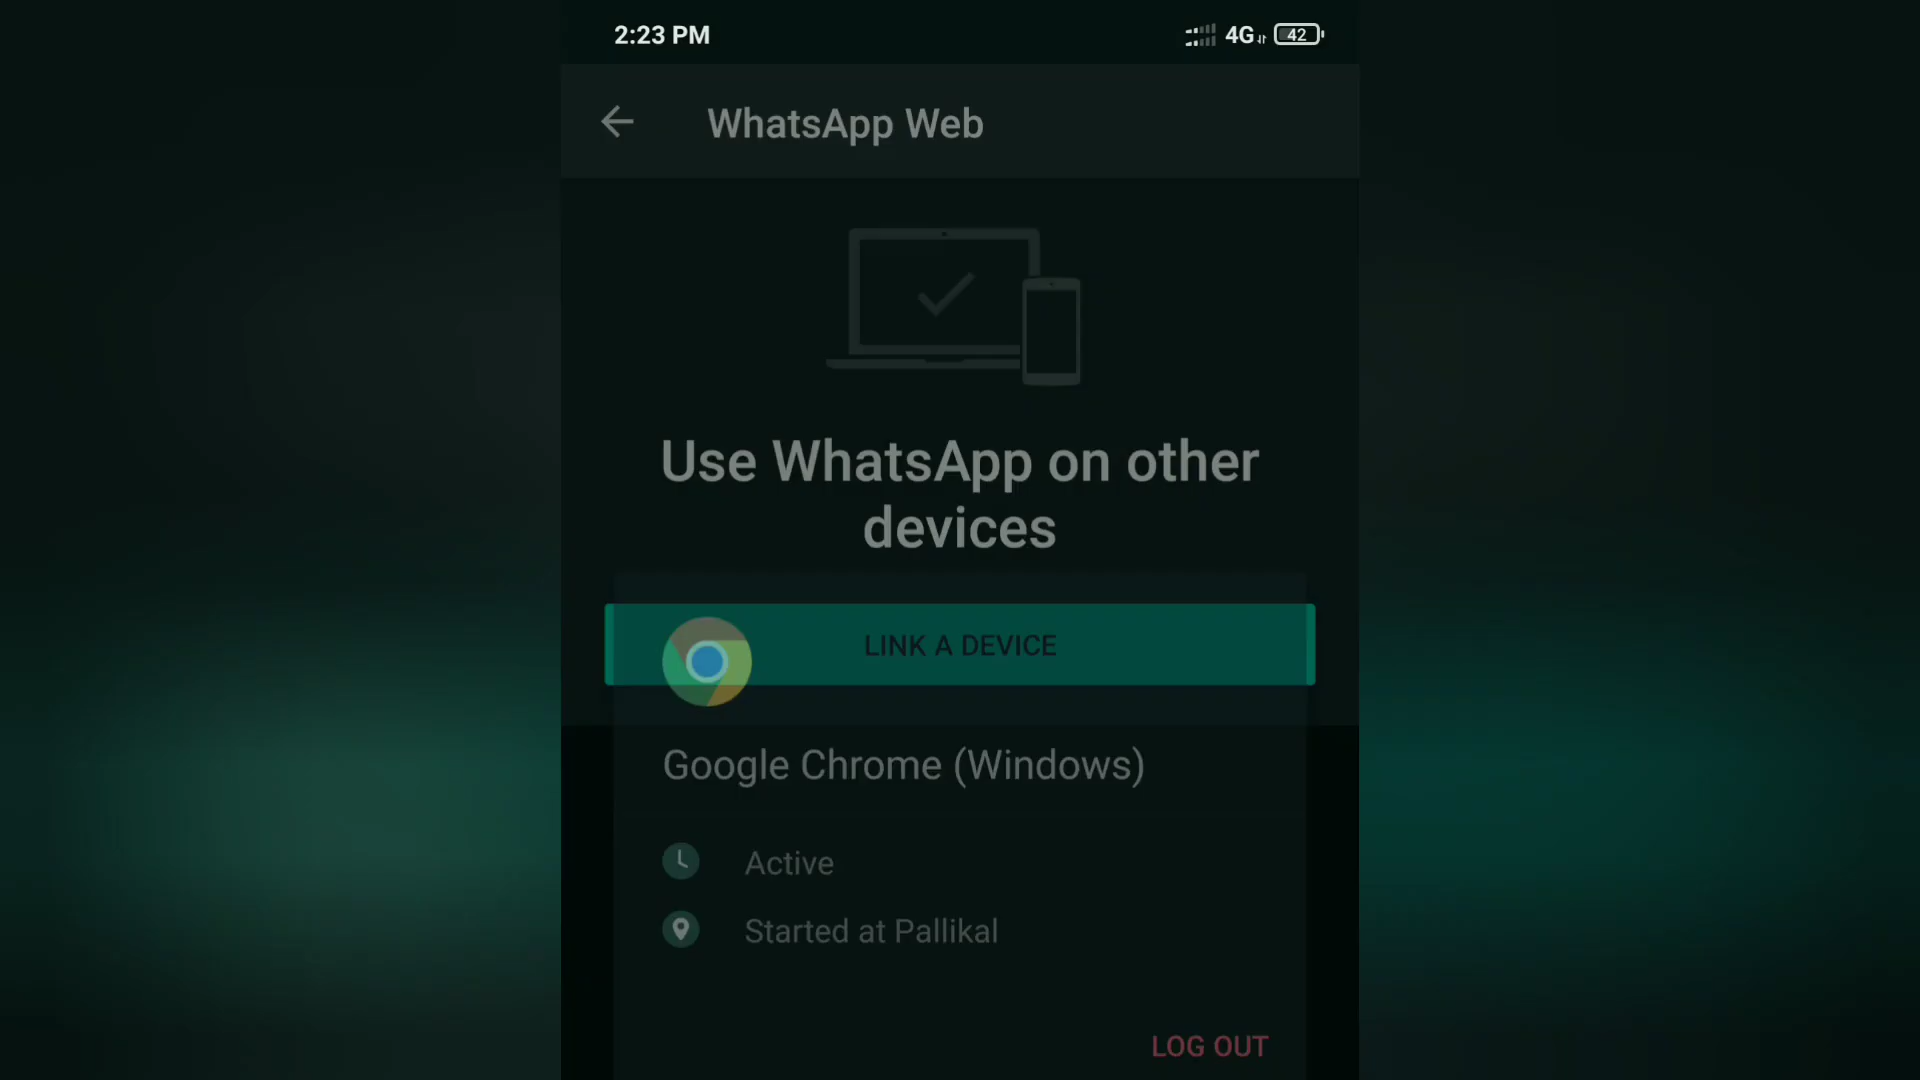 2:23 PM
4G 42
WhatsApp Web
Use WhatsApp on other
devices
LINK A DEVICE
Google Chrome (Windows)
Active
Started at Pallikal
LOG OUT